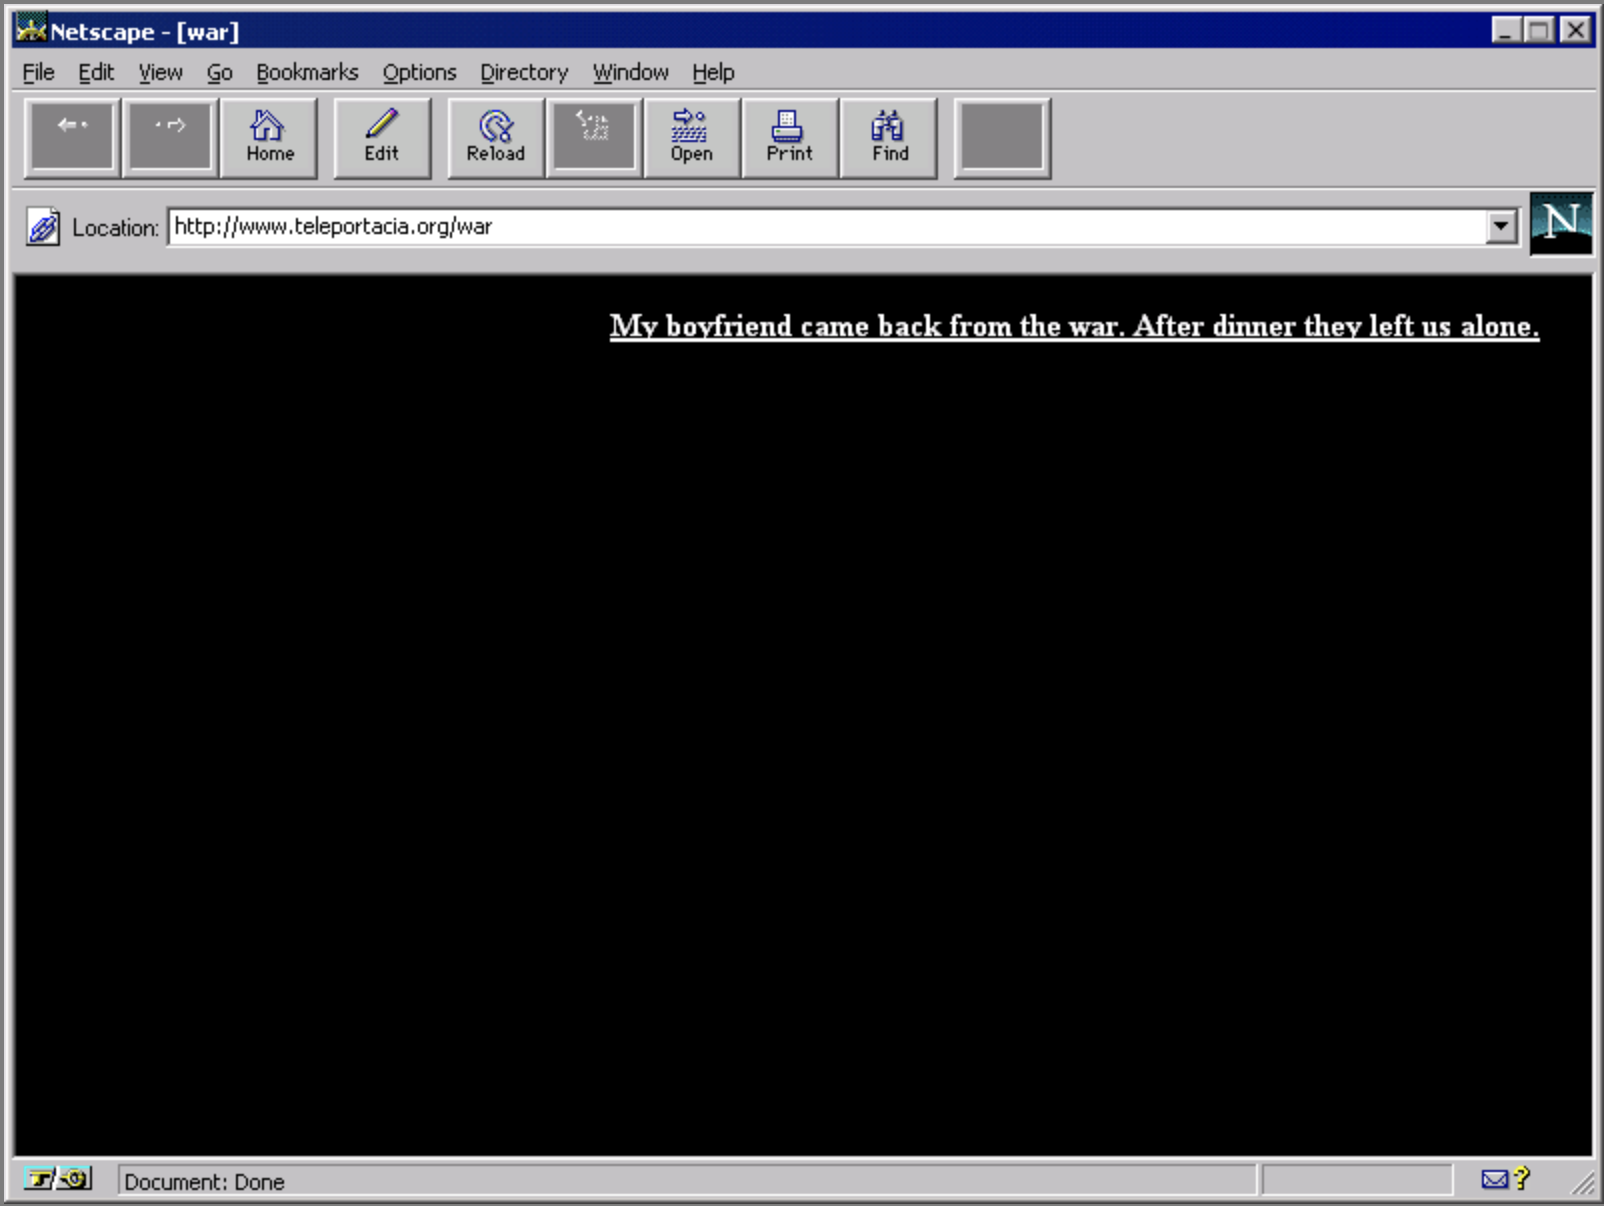 Netscape - [war]
File Edit View Go Bookmarks Options Directory Window Help
Home Edit Reload Open Print Find
Location: http://www.teleportacia.org/war
N
My boyfriend came back from the war. After dinner they left us alone.
Document: Done
?